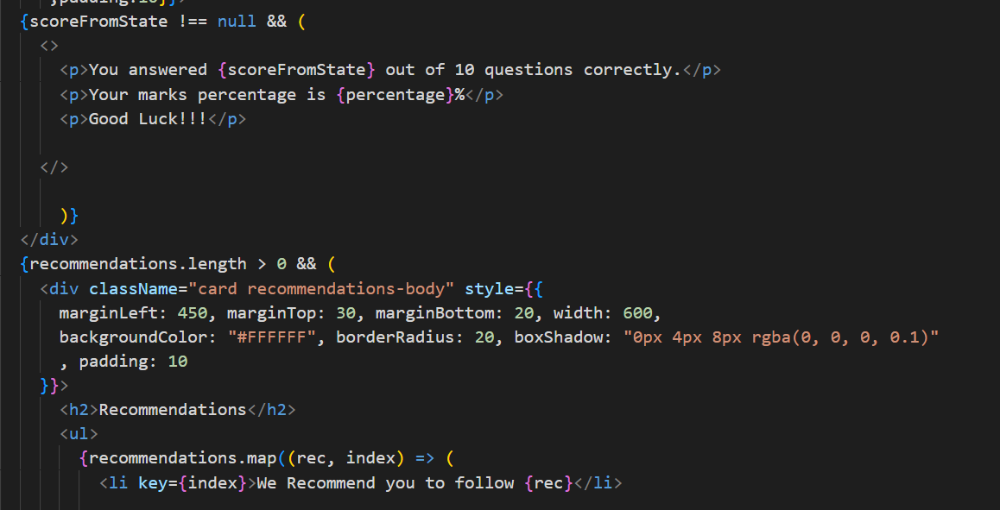 {scoreFromState !== null && (
<>
<p>You answered {scoreFromState} out of 10 questions correctly.</p>
<p>Your marks percentage is {percentage}%</p>
<p>Good Luck!!!</p>
</>
)}
</div>
{recommendations.length > 0 && (
<div className="card recommendations-body" style={{
marginLeft: 450, marginTop: 30, marginBottom: 20, width: 600,
backgroundColor: "#FFFFFF", borderRadius: 20, boxShadow: "0px 4px 8px rgba(0, 0, 0, 0.1)"
, padding: 10
}}>
<h2>Recommendations</h2>
<ul>
{recommendations.map((rec, index) => (
<li key={index}>We Recommend you to follow {rec}</li>